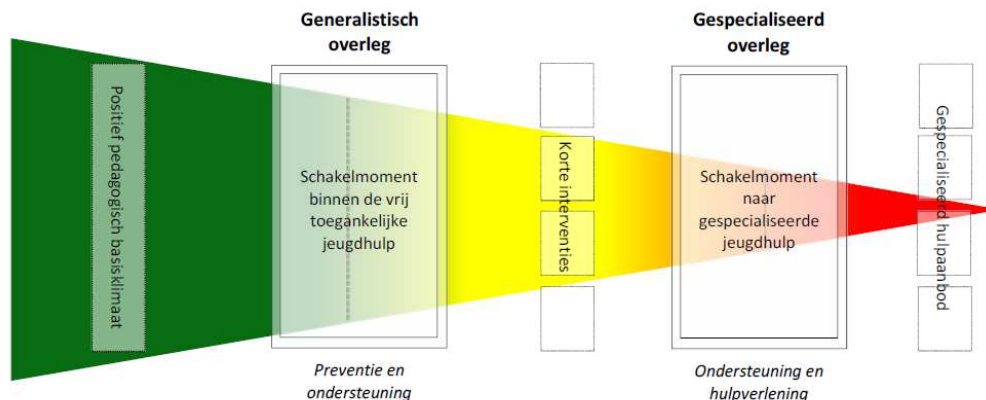 Generalistisch
overleg
Gespecialiseerd
overleg
Positief pedagogisch basisklimaat
Schakelmoment
binnen de vrij
toegankelijke
jeugdhulp
Korte interventies
Schakelmoment
naar
gespecialiseerde
jeugdhulp
Gespecialiseerd hulpaanbod
Preventie en
ondersteuning
Ondersteuning en
hulpverlening